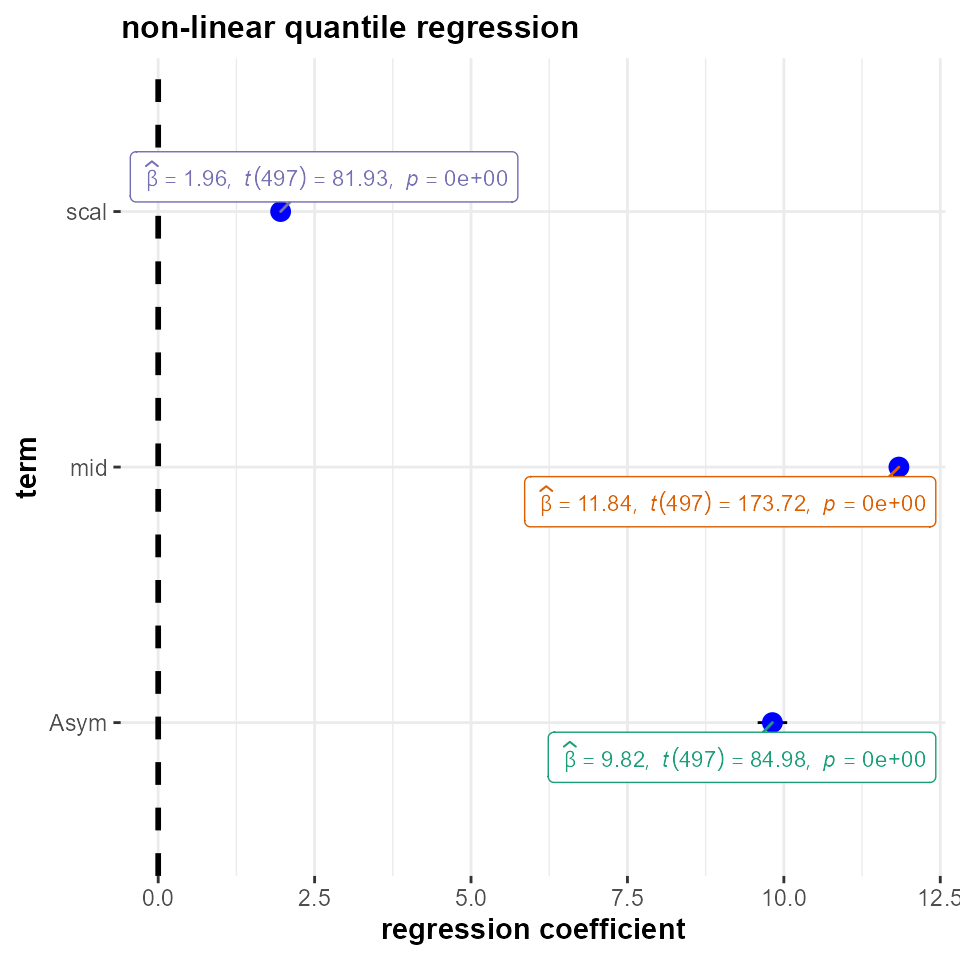 non-linear quantile regression
β̂ = 1.96, t(497) = 81.93, p = 0e+00
scal
mid
β̂ = 11.84, t(497) = 173.72, p = 0e+00
term
Asym
β̂ = 9.82, t(497) = 84.98, p = 0e+00
0.0 2.5 5.0 7.5 10.0 12.5
regression coefficient